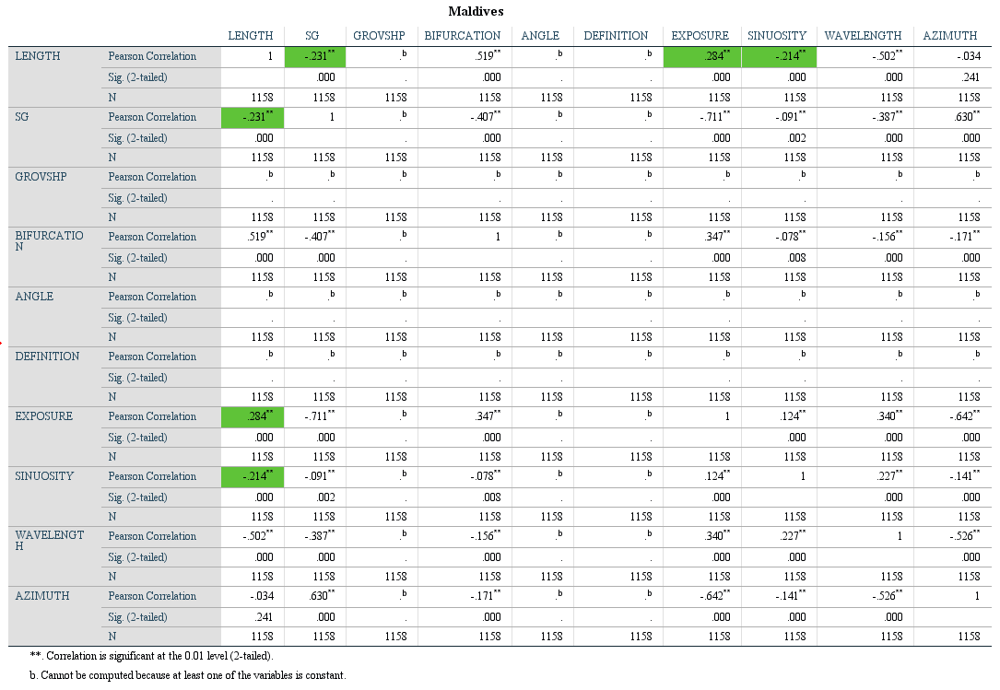 Maldives
LENGTH SG GROVSHP BIFURCATION ANGLE DEFINITION EXPOSURE SINUOSITY WAVELENGTH AZIMUTH
LENGTH Pearson Correlation 1 -.231** .b .519** .b .b .284** -.214** -.502** -.034
Sig. (2-tailed) .000 . .000 . . .000 .000 .000 .241
N 1158 1158 1158 1158 1158 1158 1158 1158 1158 1158
SG Pearson Correlation -.231** 1 .b -.407** .b .b -.711** -.091** -.387** .630**
Sig. (2-tailed) .000 . .000 . . .000 .002 .000 .000
N 1158 1158 1158 1158 1158 1158 1158 1158 1158 1158
GROVSHP Pearson Correlation .b .b .b .b .b .b .b .b .b .b
Sig. (2-tailed) . . . . . . . . .
N 1158 1158 1158 1158 1158 1158 1158 1158 1158 1158
BIFURCATIO
N
Pearson Correlation .519** -.407** .b 1 .b .b .347** -.078** -.156** -.171**
Sig. (2-tailed) .000 .000 . . . .000 .008 .000 .000
N 1158 1158 1158 1158 1158 1158 1158 1158 1158 1158
ANGLE Pearson Correlation .b .b .b .b .b .b .b .b .b .b
Sig. (2-tailed) . . . . . . . . .
N 1158 1158 1158 1158 1158 1158 1158 1158 1158 1158
DEFINITION Pearson Correlation .b .b .b .b .b .b .b .b .b .b
Sig. (2-tailed) . . . . . . . . .
N 1158 1158 1158 1158 1158 1158 1158 1158 1158 1158
EXPOSURE Pearson Correlation .284** -.711** .b .347** .b .b 1 .124** .340** -.642**
Sig. (2-tailed) .000 .000 . .000 . . .000 .000 .000
N 1158 1158 1158 1158 1158 1158 1158 1158 1158 1158
SINUOSITY Pearson Correlation -.214** -.091** .b -.078** .b .b .124** 1 .227** -.141**
Sig. (2-tailed) .000 .002 . .008 . . .000 .000 .000
N 1158 1158 1158 1158 1158 1158 1158 1158 1158 1158
WAVELENGT
H
Pearson Correlation -.502** -.387** .b -.156** .b .b .340** .227** 1 -.526**
Sig. (2-tailed) .000 .000 . .000 . . .000 .000 .000
N 1158 1158 1158 1158 1158 1158 1158 1158 1158 1158
AZIMUTH Pearson Correlation -.034 .630** .b -.171** .b .b -.642** -.141** -.526** 1
Sig. (2-tailed) .241 .000 . .000 . . .000 .000 .000
N 1158 1158 1158 1158 1158 1158 1158 1158 1158 1158
**. Correlation is significant at the 0.01 level (2-tailed).
b. Cannot be computed because at least one of the variables is constant.